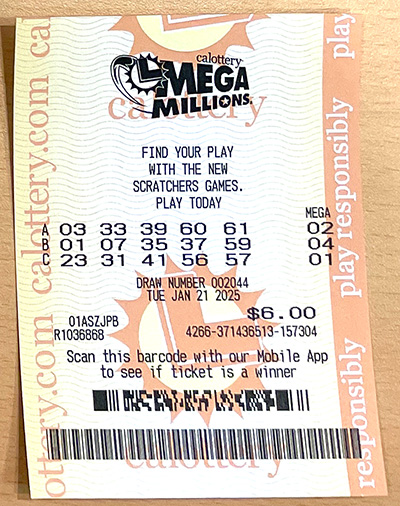 calottery
MEGA
MILLIONS
calottery
FIND YOUR PLAY
WITH THE NEW
SCRATCHERS GAMES.
PLAY TODAY
MEGA
A 03 33 39 60 61 02
B 01 07 35 37 59 04
C 23 31 41 56 57 01
DRAW NUMBER 002044
TUE JAN 21 2025
$6.00
01ASZJPB
R1036868 4266-371436513-157304
Scan this barcode with our Mobile App
to see if ticket is a winner
calottery
calottery.com calottery.com
play responsibly play responsibly